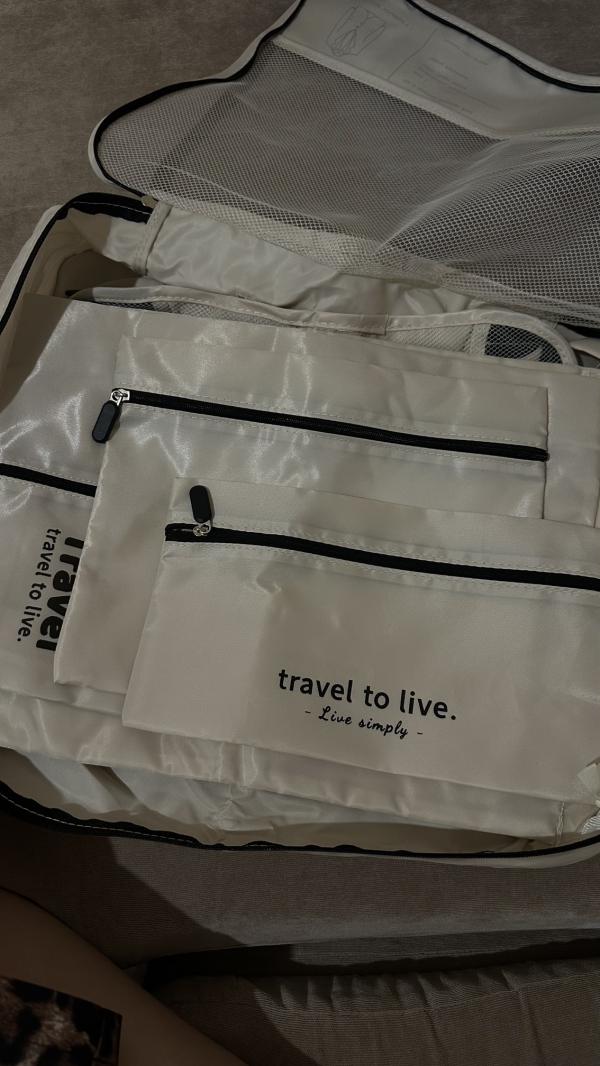 Travel
travel to live.
travel to live.
- Live simply -